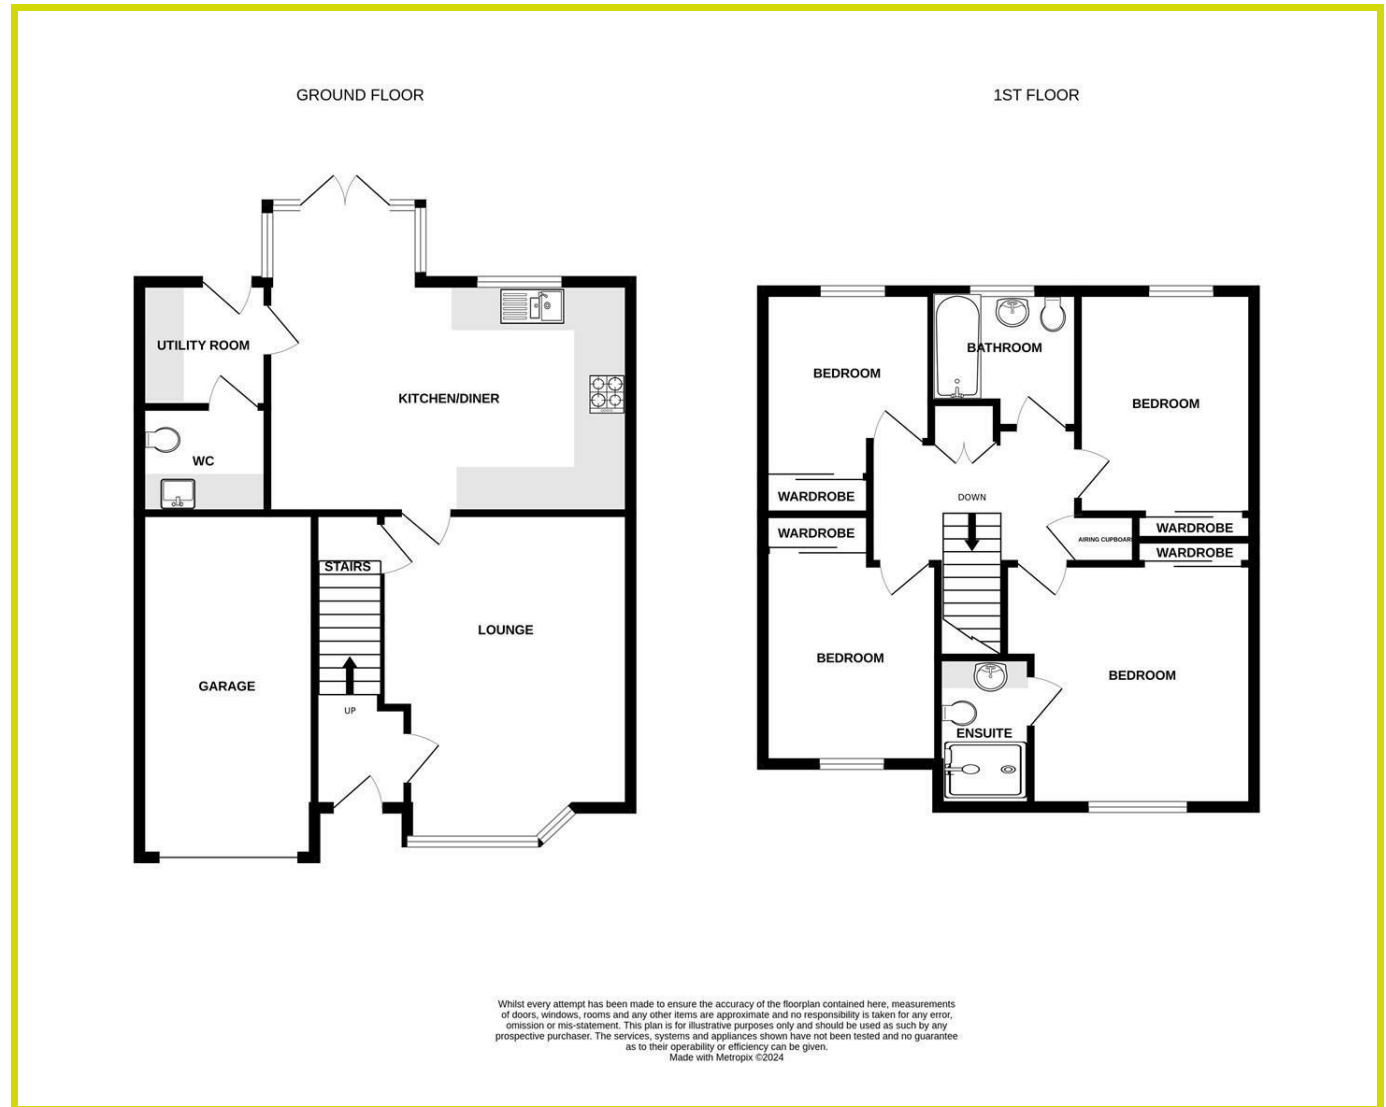 GROUND FLOOR
1ST FLOOR
UTILITY ROOM
KITCHEN/DINER
WC
STAIRS
LOUNGE
GARAGE
UP
BEDROOM
BATHROOM
BEDROOM
WARDROBE
DOWN
WARDROBE
WARDROBE
AIRING CUPBOARD
WARDROBE
BEDROOM
BEDROOM
ENSUITE
Whilst every attempt has been made to ensure the accuracy of the floorplan contained here, measurements
of doors, windows, rooms and any other items are approximate and no responsibility is taken for any error,
omission or mis-statement. This plan is for illustrative purposes only and should be used as such by any
prospective purchaser. The services, systems and appliances shown have not been tested and no guarantee
as to their operability or efficiency can be given.
Made with Metropix ©2024